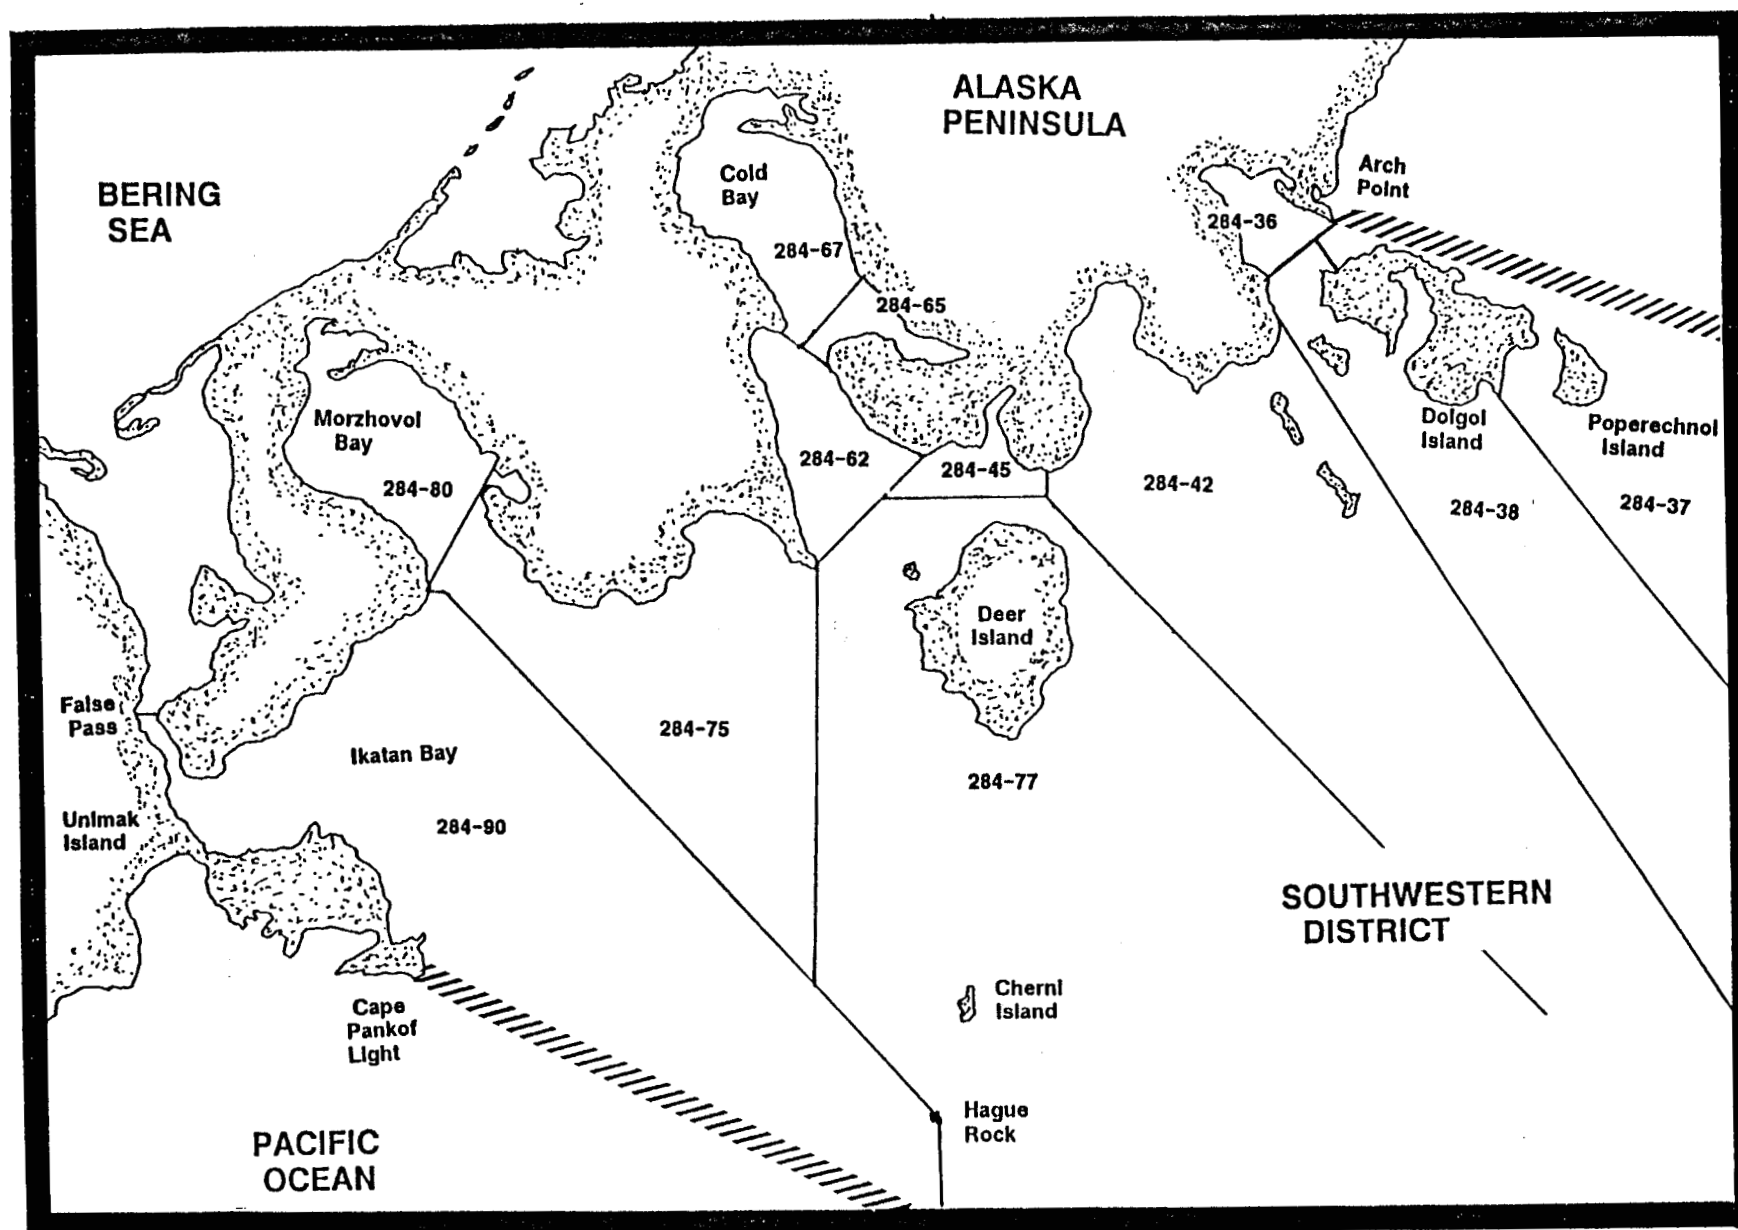 ALASKA
PENINSULA
BERING
SEA
Cold
Bay
Arch
Point
284-36
284-67
284-65
Morzhovol
Bay
Dolgol
Island
Poperechnol
Island
284-62
284-45
284-42
284-80
284-38
284-37
Deer
Island
False
Pass
284-75
Ikatan Bay
284-77
Unimak
Island
284-90
SOUTHWESTERN
DISTRICT
Cherni
Island
Cape
Pankof
Light
Hague
Rock
PACIFIC
OCEAN